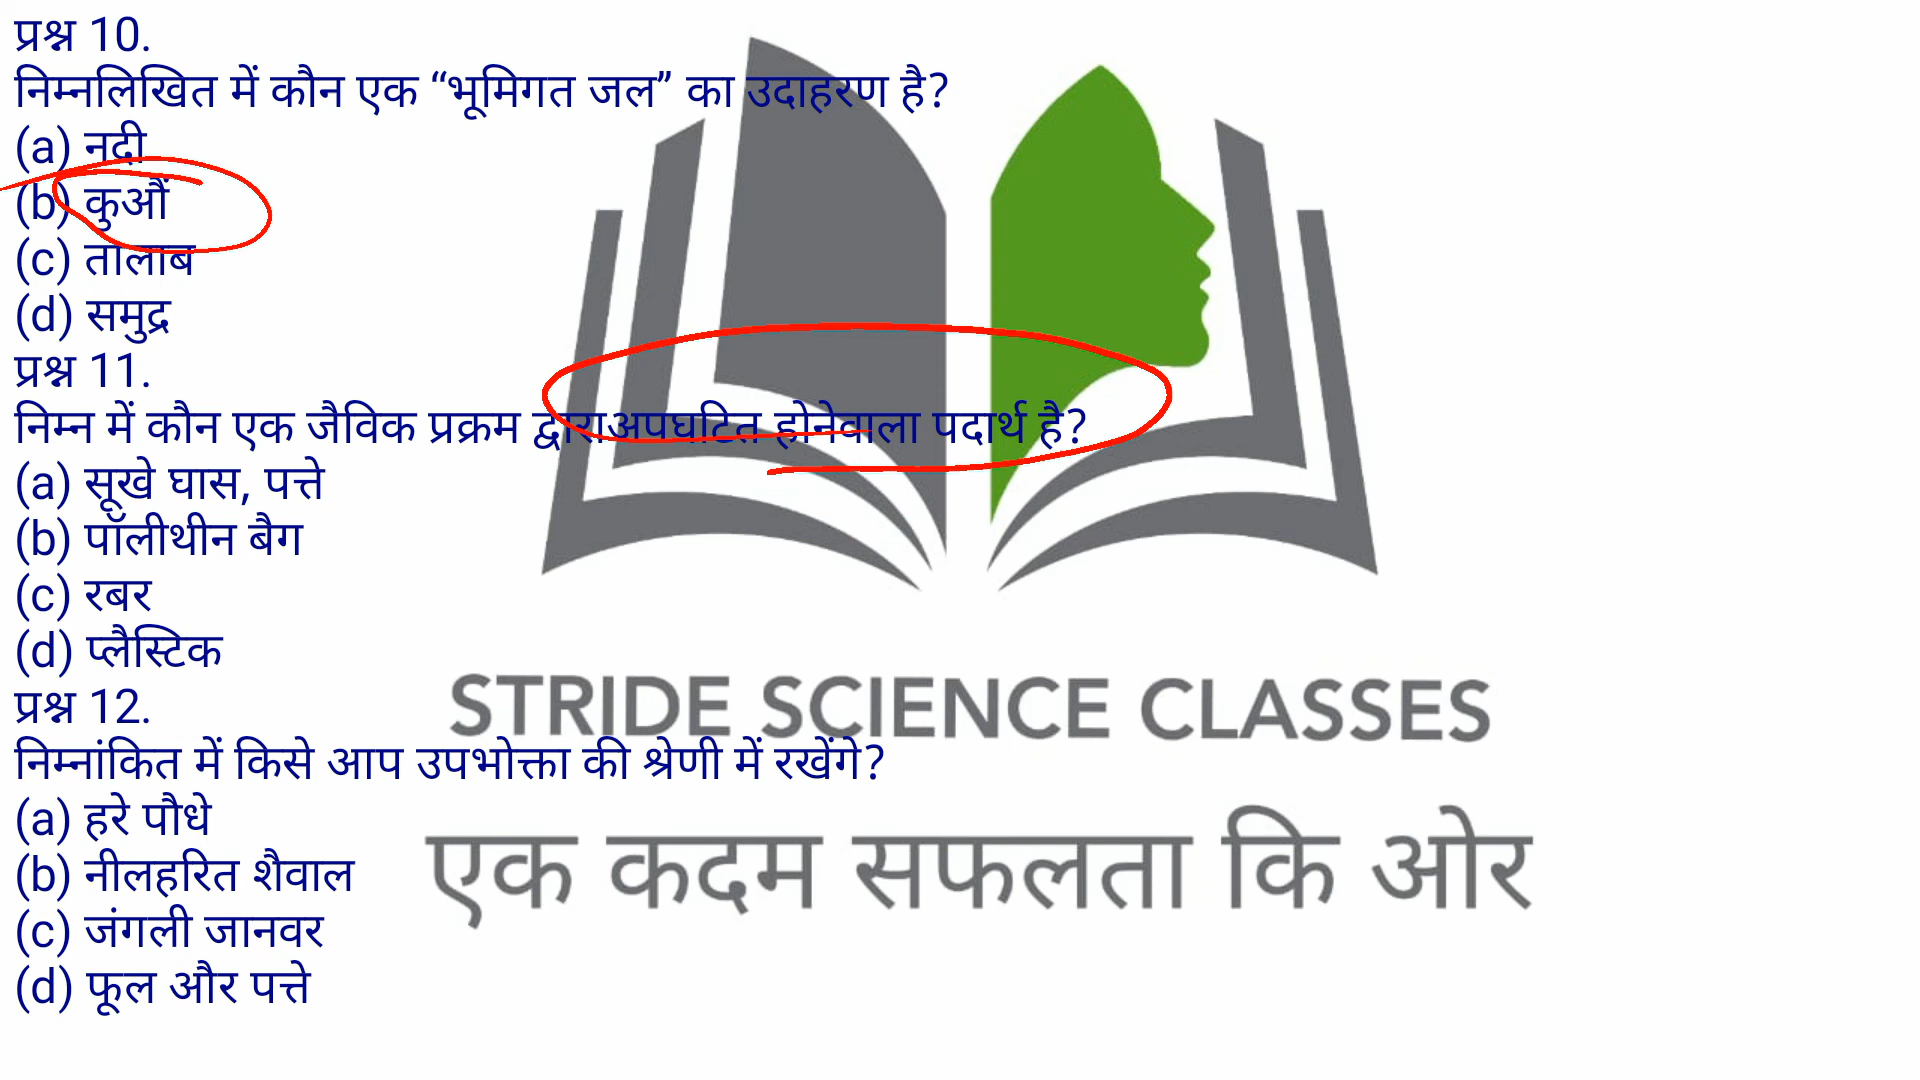 प्रश्न 10.
निम्नलिखित में कौन एक “भूमिगत जल” का उदाहरण है?
(a) नदी
(b) कुओं
(c) तालाब
(d) समुद्र
प्रश्न 11.
निम्न में कौन एक जैविक प्रक्रम द्वाराअपघटित होनेवाला पदार्थ है?
(a) सूखे घास, पत्ते
(b) पॉलीथीन बैग
(c) रबर
(d) प्लैस्टिक
प्रश्न 12.
निम्नांकित में किसे आप उपभोक्ता की श्रेणी में रखेंगे?
(a) हरे पौधे
(b) नीलहरित शैवाल
(c) जंगली जानवर
(d) फूल और पत्ते
STRIDE SCIENCE CLASSES
एक कदम सफलता कि ओर